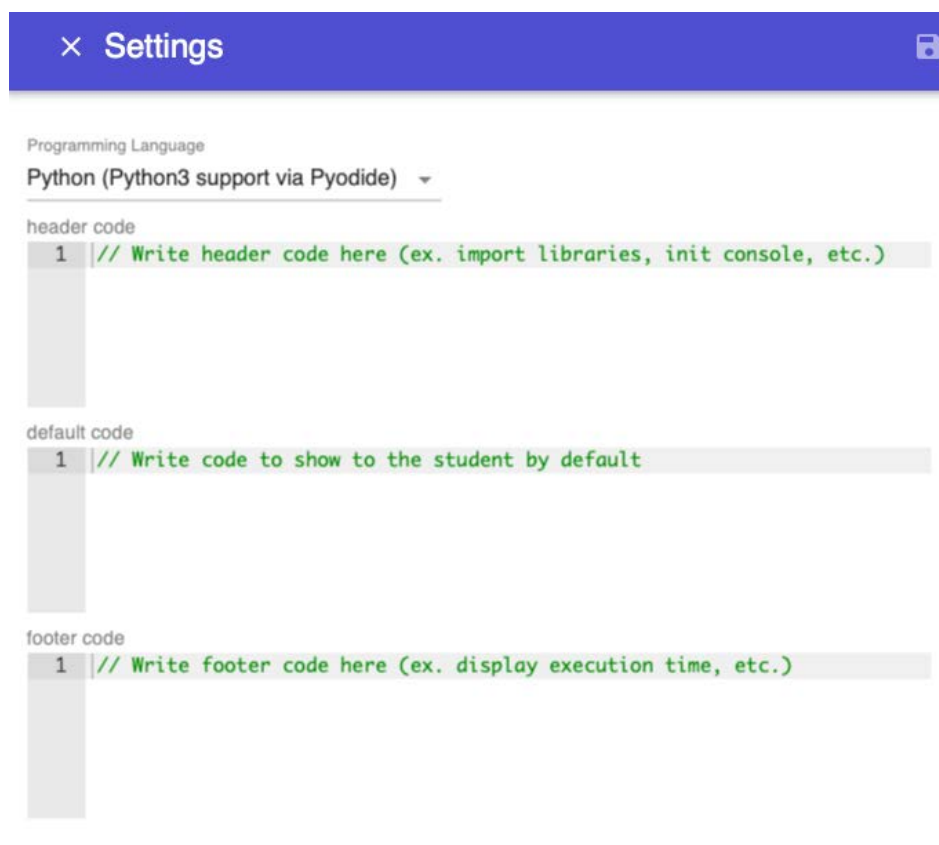 × Settings
Programming Language
Python (Python3 support via Pyodide)
header code
1 // Write header code here (ex. import libraries, init console, etc.)
default code
1 // Write code to show to the student by default
footer code
1 // Write footer code here (ex. display execution time, etc.)